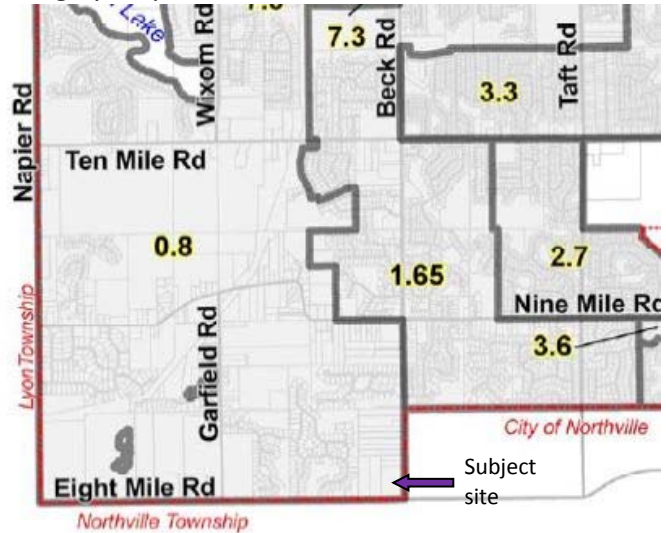 Lake
7.3
Wixom Rd
Beck Rd
Taft Rd
3.3
Napier Rd
Ten Mile Rd
0.8
1.65
2.7
Nine Mile Rd
3.6
Lyon Township
Garfield Rd
City of Northville
Eight Mile Rd
Subject
site
Northville Township